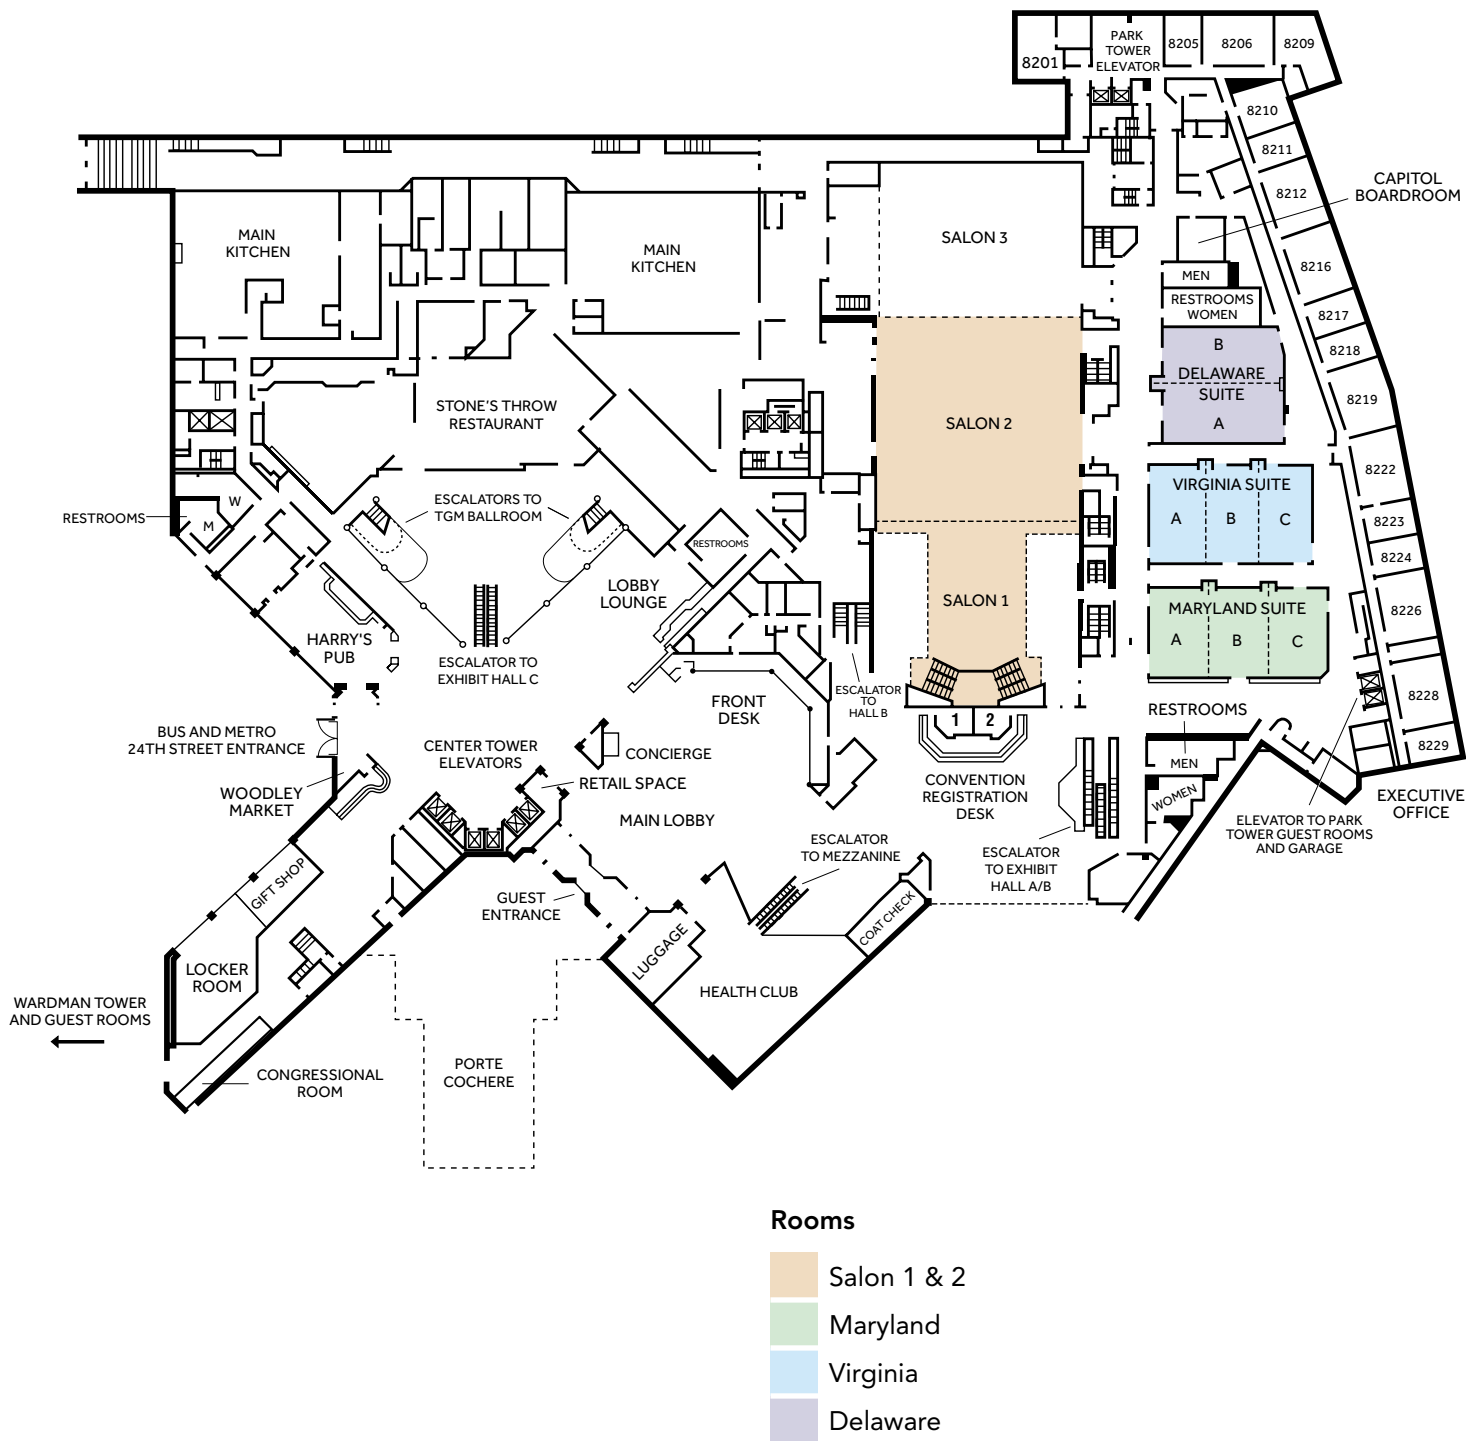 PARK
TOWER
ELEVATOR
8201
8205
8206
8209
8210
8211
8212
CAPITOL
BOARDROOM
MAIN
KITCHEN
MAIN
KITCHEN
SALON 3
8216
MEN
RESTROOMS
WOMEN
8217
8218
B
DELAWARE
SUITE
A
8219
STONE'S THROW
RESTAURANT
SALON 2
8222
VIRGINIA SUITE
A B C
W
M
RESTROOMS
ESCALATORS TO
TGM BALLROOM
RESTROOMS
8223
8224
LOBBY
LOUNGE
SALON 1
MARYLAND SUITE
A B C
8226
HARRY'S
PUB
ESCALATOR TO
EXHIBIT HALL C
ESCALATOR
TO
HALL B
FRONT
DESK
8228
RESTROOMS
1 2
BUS AND METRO
24TH STREET ENTRANCE
CENTER TOWER
ELEVATORS
CONCIERGE
8229
MEN
WOODLEY
MARKET
RETAIL SPACE
CONVENTION
REGISTRATION
DESK
WOMEN
EXECUTIVE
OFFICE
MAIN LOBBY
ELEVATOR TO PARK
TOWER GUEST ROOMS
AND GARAGE
ESCALATOR
TO MEZZANINE
ESCALATOR
TO EXHIBIT
HALL A/B
GIFT SHOP
GUEST
ENTRANCE
COAT CHECK
LUGGAGE
LOCKER
ROOM
HEALTH CLUB
WARDMAN TOWER
AND GUEST ROOMS
CONGRESSIONAL
ROOM
PORTE
COCHERE
Rooms
Salon 1 & 2
Maryland
Virginia
Delaware